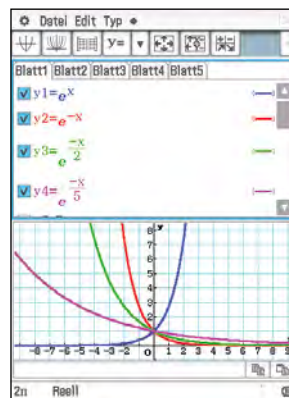 Datei Edit Typ
Y=
Blatt1 Blatt2 Blatt3 Blatt4 Blatt5
y1=e^x
y2=e^-x
y3=e^(-x/2)
y4=e^(-x/5)
y
8
7
6
5
4
3
2
1
-8 -7 -6 -5 -4 -3 -2 -1 0 1 2 3 4 5 6 7 8 9
2π Reell